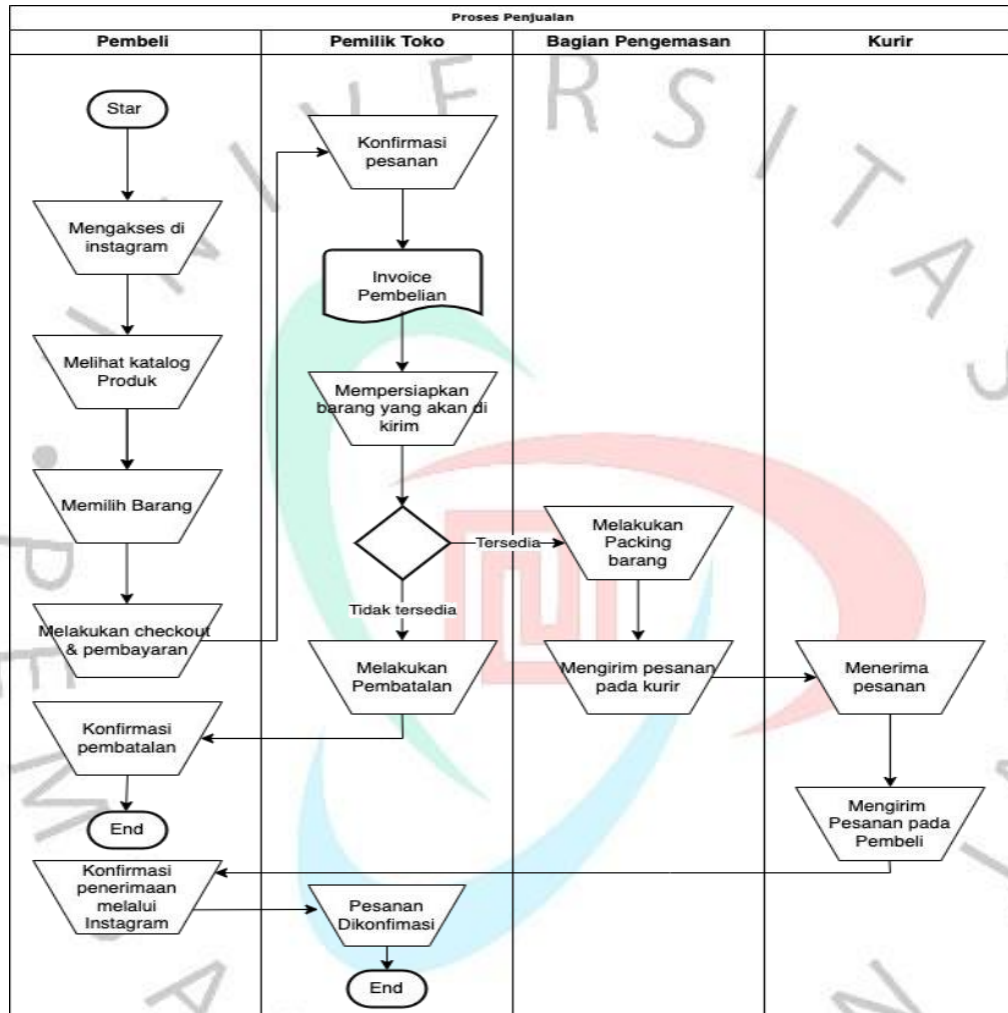 Proses Penjualan
Pembeli
Pemilik Toko
Bagian Pengemasan
Kurir
Star
Mengakses di
instagram
Melihat katalog
Produk
Memilih Barang
Melakukan checkout
& pembayaran
Konfirmasi
pesanan
Invoice
Pembelian
Mempersiapkan
barang yang akan di
kirim
Tersedia
Tidak tersedia
Melakukan
Packing
barang
Melakukan
Pembatalan
Mengirim pesanan
pada kurir
Menerima
pesanan
Konfirmasi
pembatalan
End
Mengirim
Pesanan pada
Pembeli
Konfirmasi
penerimaan
melalui
Instagram
Pesanan
Dikonfimasi
End